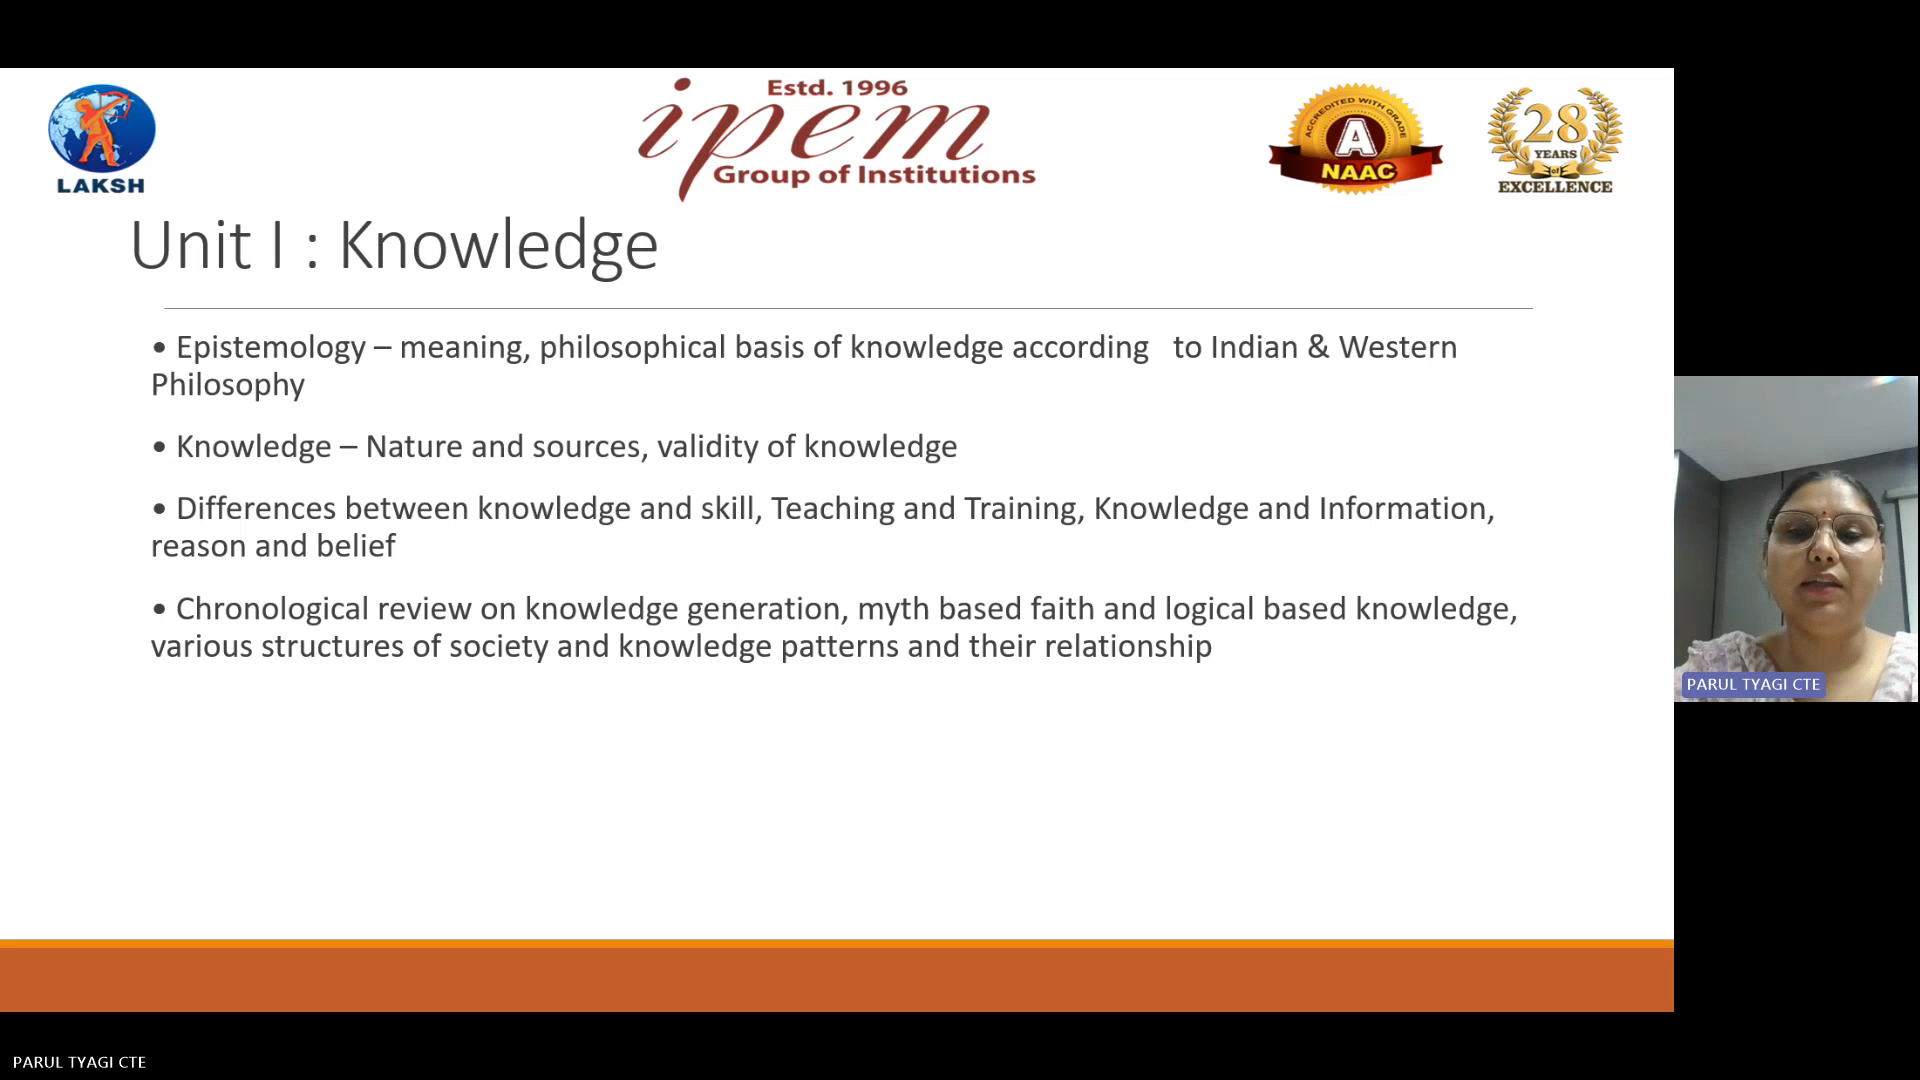 LAKSH
Estd. 1996
ipem
Group of Institutions
ACCREDITED WITH GRADE
A
NAAC
28
YEARS
of
EXCELLENCE
Unit I : Knowledge
• Epistemology – meaning, philosophical basis of knowledge according   to Indian & Western
Philosophy
• Knowledge – Nature and sources, validity of knowledge
• Differences between knowledge and skill, Teaching and Training, Knowledge and Information,
reason and belief
• Chronological review on knowledge generation, myth based faith and logical based knowledge,
various structures of society and knowledge patterns and their relationship
PARUL TYAGI CTE
PARUL TYAGI CTE